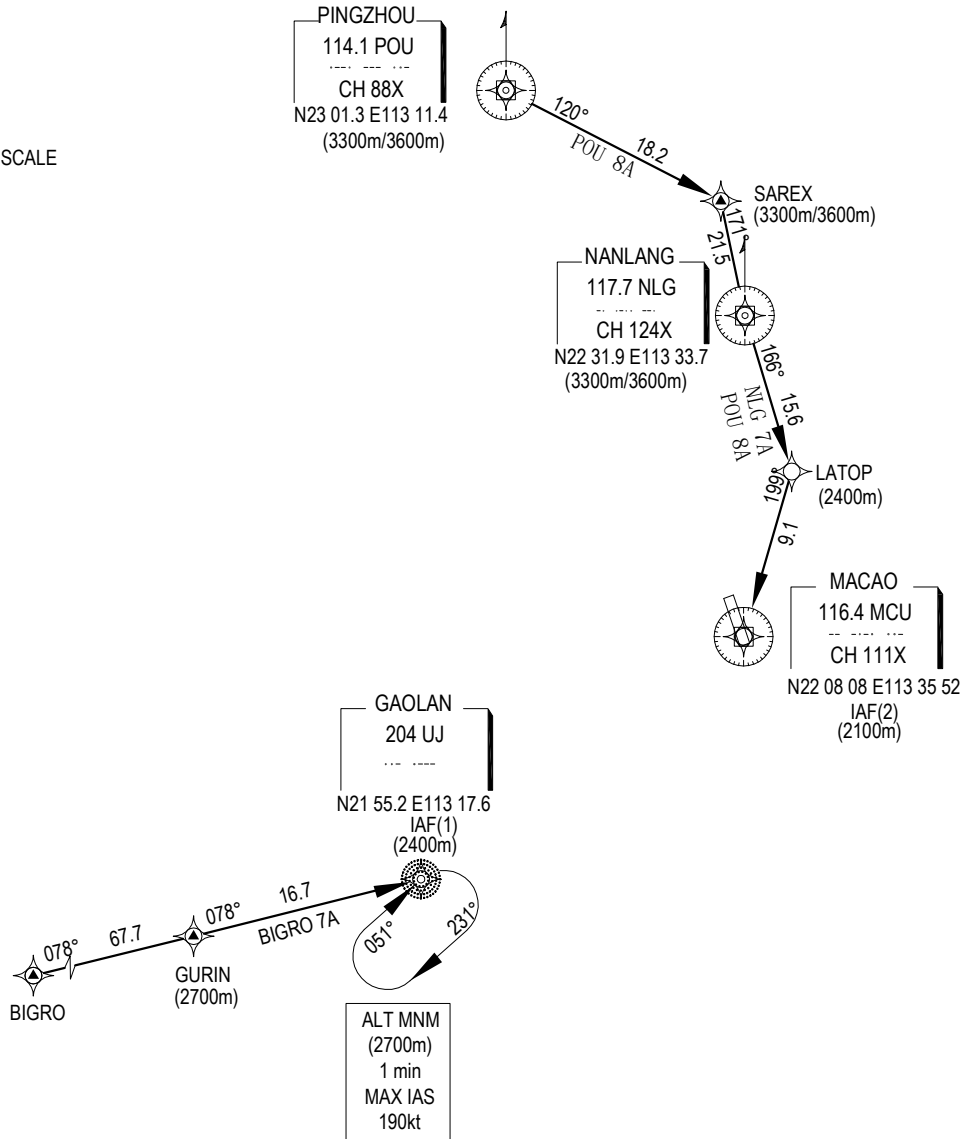 PINGZHOU
114.1 POU
CH 88X
N23 01.3 E113 11.4
(3300m/3600m)
SCALE
120°
18.2
POU 8A
SAREX
(3300m/3600m)
171°
21.5
NANLANG
117.7 NLG
CH 124X
N22 31.9 E113 33.7
(3300m/3600m)
166°
15.6
NLG 7A
POU 8A
LATOP
(2400m)
199°
9.1
MACAO
116.4 MCU
CH 111X
N22 08 08 E113 35 52
IAF(2)
(2100m)
GAOLAN
204 UJ
N21 55.2 E113 17.6
IAF(1)
(2400m)
078°
67.7
078°
16.7
BIGRO 7A
051°
231°
GURIN
(2700m)
BIGRO
ALT MNM
(2700m)
1 min
MAX IAS
190kt